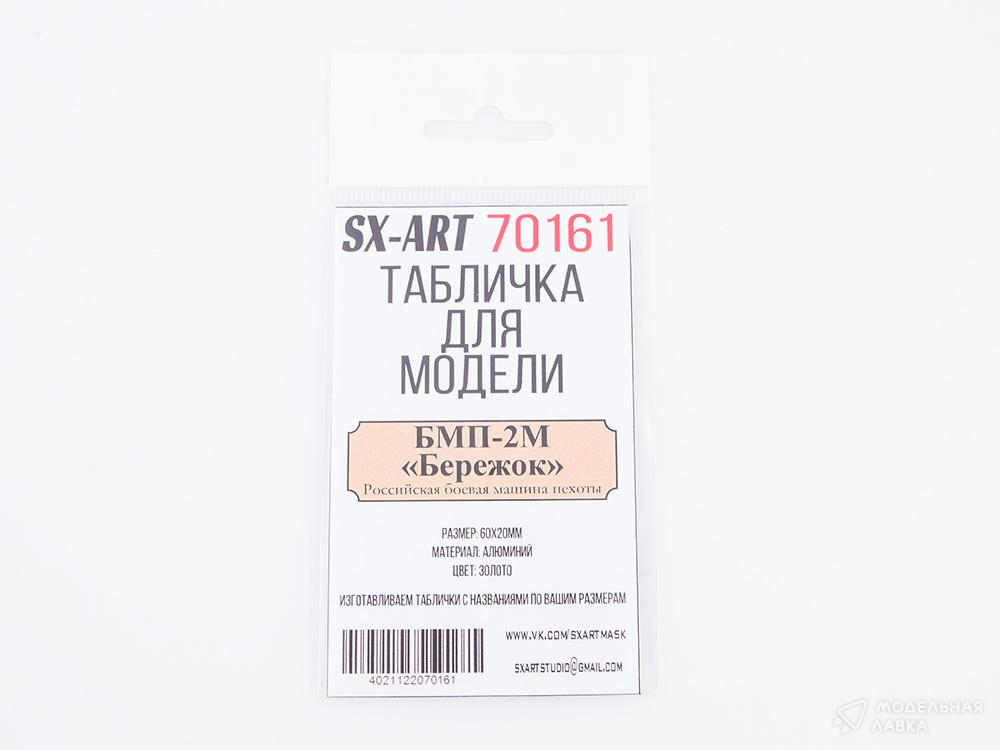 SX-ART 70161
ТАБЛИЧКА
ДЛЯ
МОДЕЛИ
БМП-2М
«Бережок»
Российская боевая машина пехоты
РАЗМЕР: 60X20ММ
МАТЕРИАЛ: АЛЮМИНИЙ
ЦВЕТ: ЗОЛОТО
ИЗГОТАВЛИВАЕМ ТАБЛИЧКИ С НАЗВАНИЯМИ ПО ВАШИМ РАЗМЕРАМ
WWW.VK.COM/SXARTMASK
SXARTSTUDIO@GMAIL.COM
4021122070161
МОДЕЛЬНАЯ
ЛАВКА